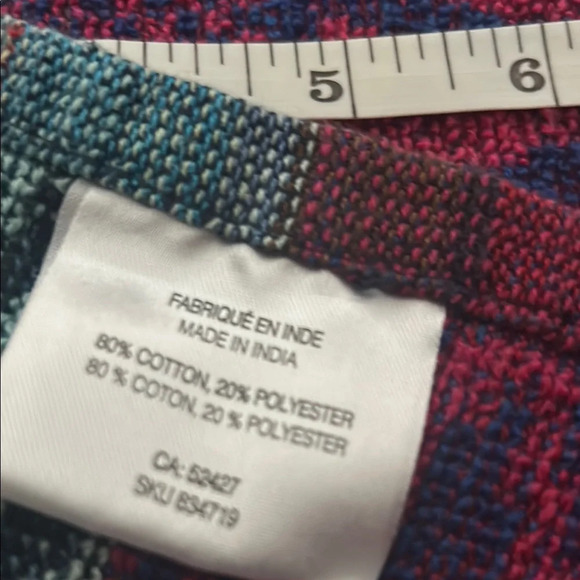 5 6
FABRIQUÉ EN INDE
MADE IN INDIA
80% COTTON, 20% POLYESTER
80 % COTON, 20 % POLYESTER
CA: 52427
SKU 834719